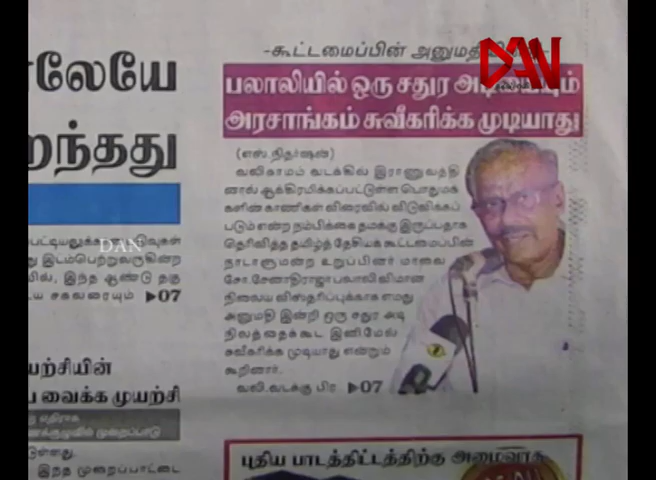 லேயே
றந்தது
DAN
07
யற்சியின்
ய வைக்க முயற்சி
இந்த முறைப்பாட்டை
-கூட்டமைப்பின்
DAN
பலாலியில் ஒரு சதுர
அரசாங்கம் சுவீகரிக்க முடியாது
(எஸ்.நிதர்ஷன்)
வலிகாமம் வடக்கில் இராணுவத்தி
னால் ஆக்கிரமிக்கப்பட்டுள்ள பொதுமக்
களின் காணிகள் விரைவில் விடுவிக்கப்
படும் என்ற நம்பிக்கை தமக்கு இருப்பதாக
தெரிவித்த தமிழ்த் தேசியக் கூட்டமைப்பின்
நாடாளுமன்ற உறுப்பினர் மாவை
சோ.சேனாதிராஜா பலாலி விமான
நிலைய விஸ்தரிப்புக்காக எமது
அனுமதி இன்றி ஒரு சதுர அடி
நிலத்தைக்கூட இனிமேல்
சுவீகரிக்க முடியாது என்றும்
கூறினார்.
வலி.வடக்கு பிர 07
புதிய பாடத்திட்டத்திற்கு அமைவாக